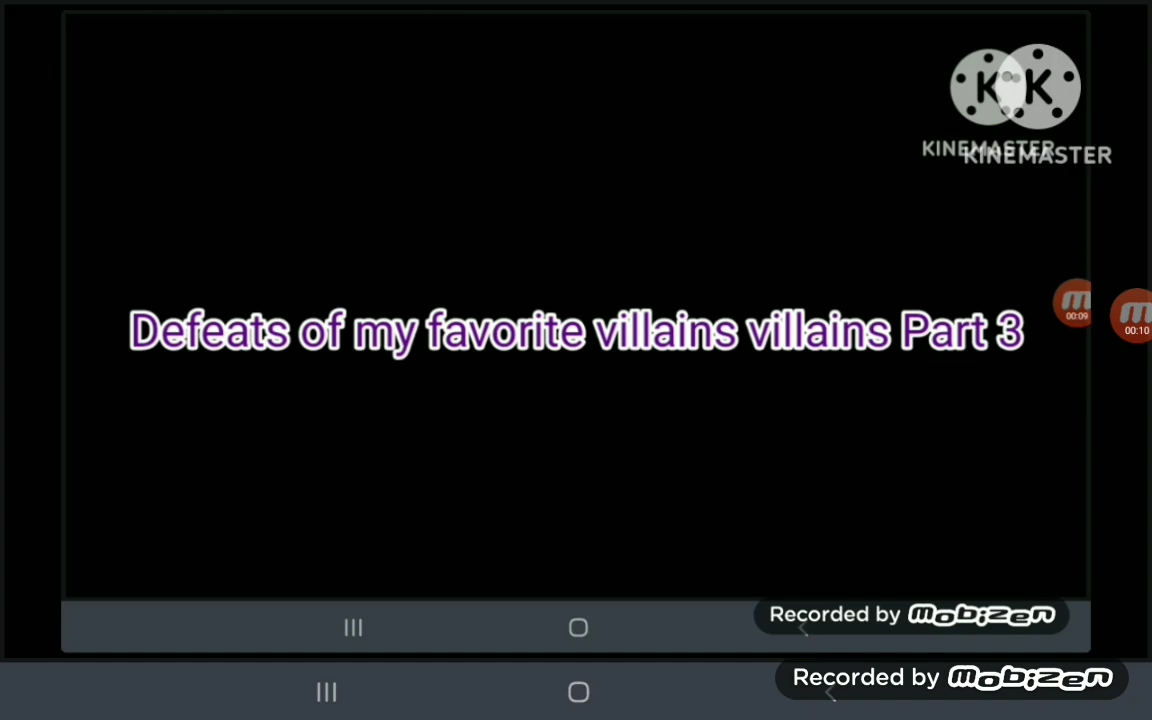 K K
KINEMASTER
KINEMASTER
Defeats of my favorite villains villains Part 3
00:09
00:10
Recorded by mobizen
Recorded by mobizen